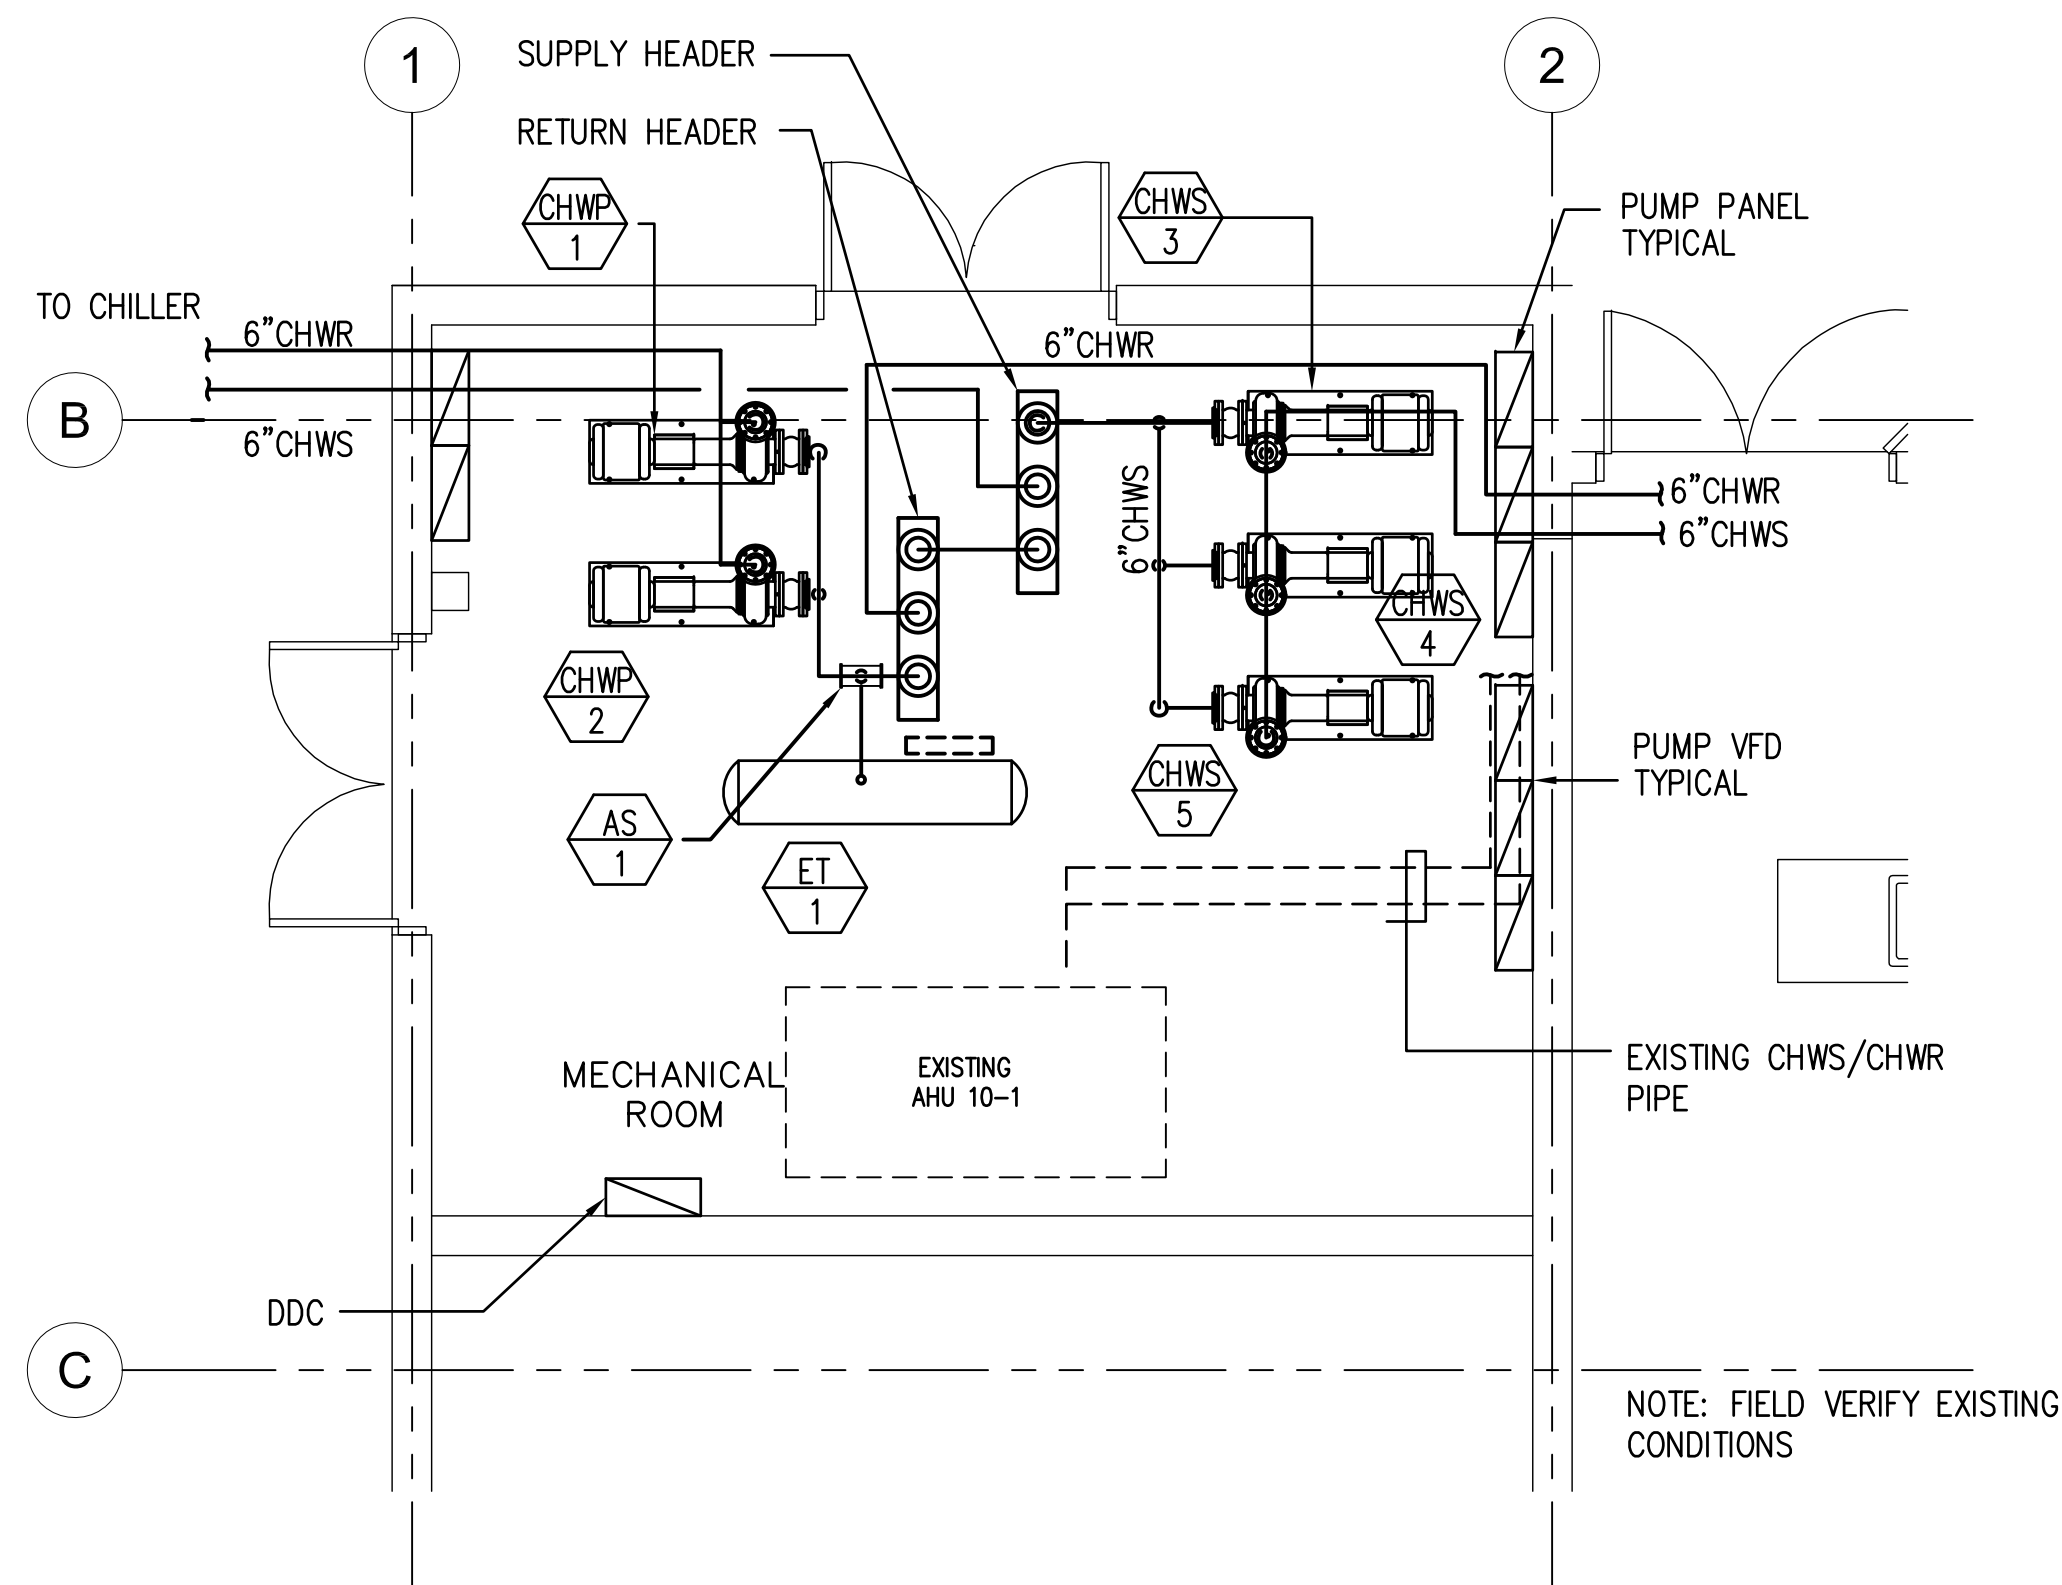 1
2
SUPPLY HEADER
RETURN HEADER
CHWP
1
CHWS
3
PUMP PANEL
TYPICAL
TO CHILLER
6"CHWR
6"CHWR
B
6"CHWS
6"CHWS
6"CHWR
6"CHWS
CHWS
4
CHWP
2
PUMP VFD
TYPICAL
CHWS
5
AS
1
ET
1
MECHANICAL
ROOM
EXISTING
AHU 10-1
EXISTING CHWS/CHWR
PIPE
DDC
C
NOTE: FIELD VERIFY EXISTING
CONDITIONS